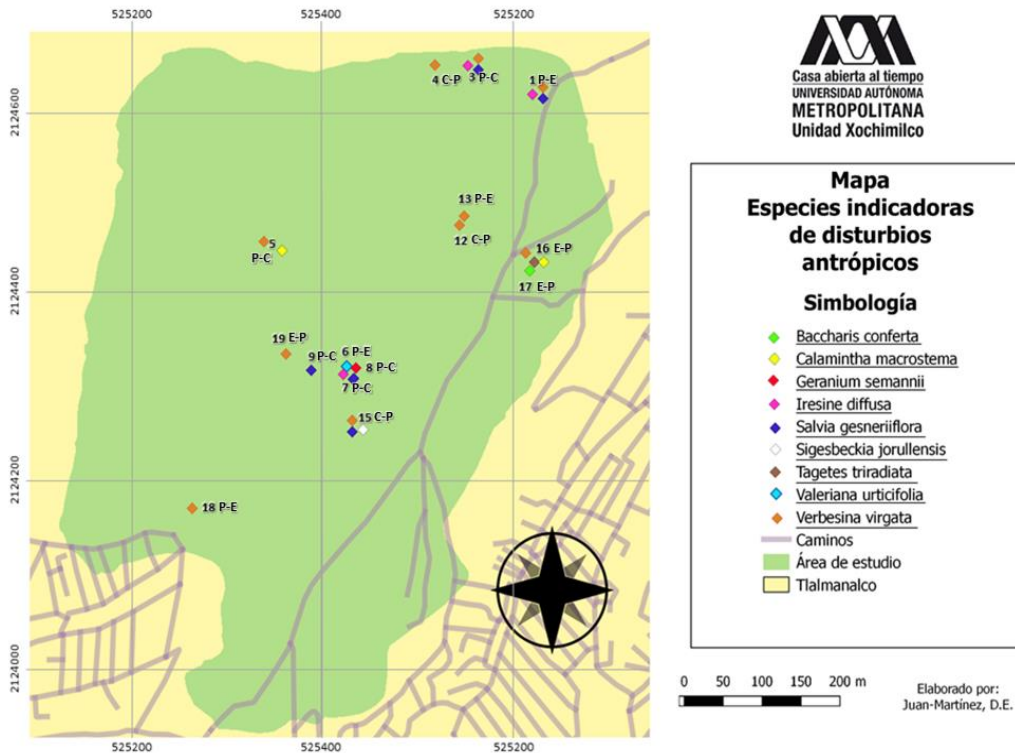 525200 525400 525200
4 C-P
3 P-C
1 P-E
2124600
13 P-E
12 C-P
5
P-C
16 E-P
17 E-P
2124400
19 E-P
9 P-C
6 P-E
8 P-C
7 P-C
15 C-P
2124200
18 P-E
2124000
525200 525400 525200
Casa abierta al tiempo
UNIVERSIDAD AUTÓNOMA
METROPOLITANA
Unidad Xochimilco
Mapa
Especies indicadoras
de disturbios
antrópicos
Simbología
Baccharis conferta
Calamintha macrostema
Geranium semannii
Iresine diffusa
Salvia gesneriiflora
Sigesbeckia jorullensis
Tagetes triradiata
Valeriana urticifolia
Verbesina virgata
Caminos
Área de estudio
Tlalmanalco
0 50 100 150 200 m
Elaborado por:
Juan-Martínez, D.E.